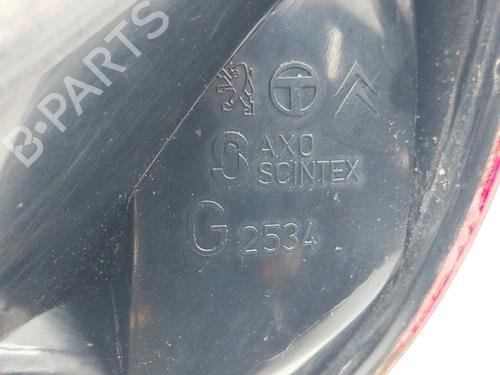 B-PARTS
AXO
SCINTEX
G 2534